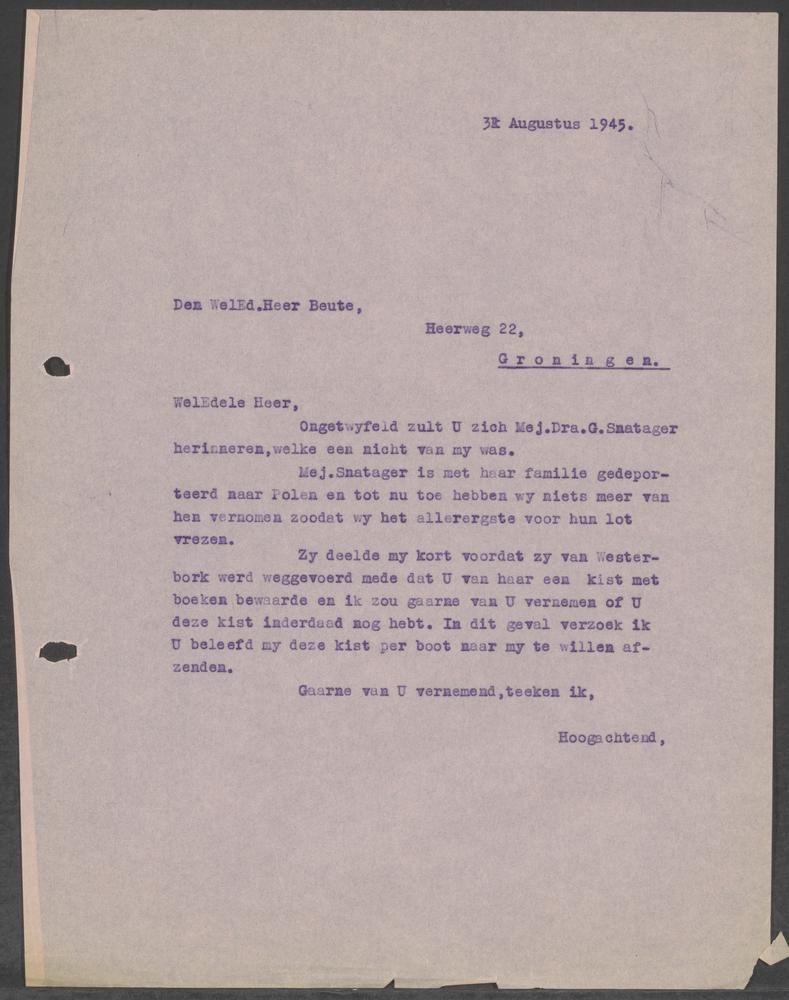 31 Augustus 1945.
Den WelEd.Heer Beute,
Heerweg 22,
G r o n i n g e n.
WelEdele Heer,
Ongetwyfeld zult U zich Mej.Dra.G.Snatager
herinneren,welke een nicht van my was.
Mej.Snatager is met haar familie gedepor-
teerd naar Polen en tot nu toe hebben wy niets meer van
hen vernomen zoodat wy het allerergste voor hun lot
vrezen.
Zy deelde my kort voordat zy van Wester-
bork werd weggevoerd mede dat U van haar een kist met
boeken bewaarde en ik zou gaarne van U vernemen of U
deze kist inderdaad nog hebt. In dit geval verzoek ik
U beleefd my deze kist per boot naar my te willen af-
zenden.
Gaarne van U vernemend,teeken ik,
Hoogachtend,